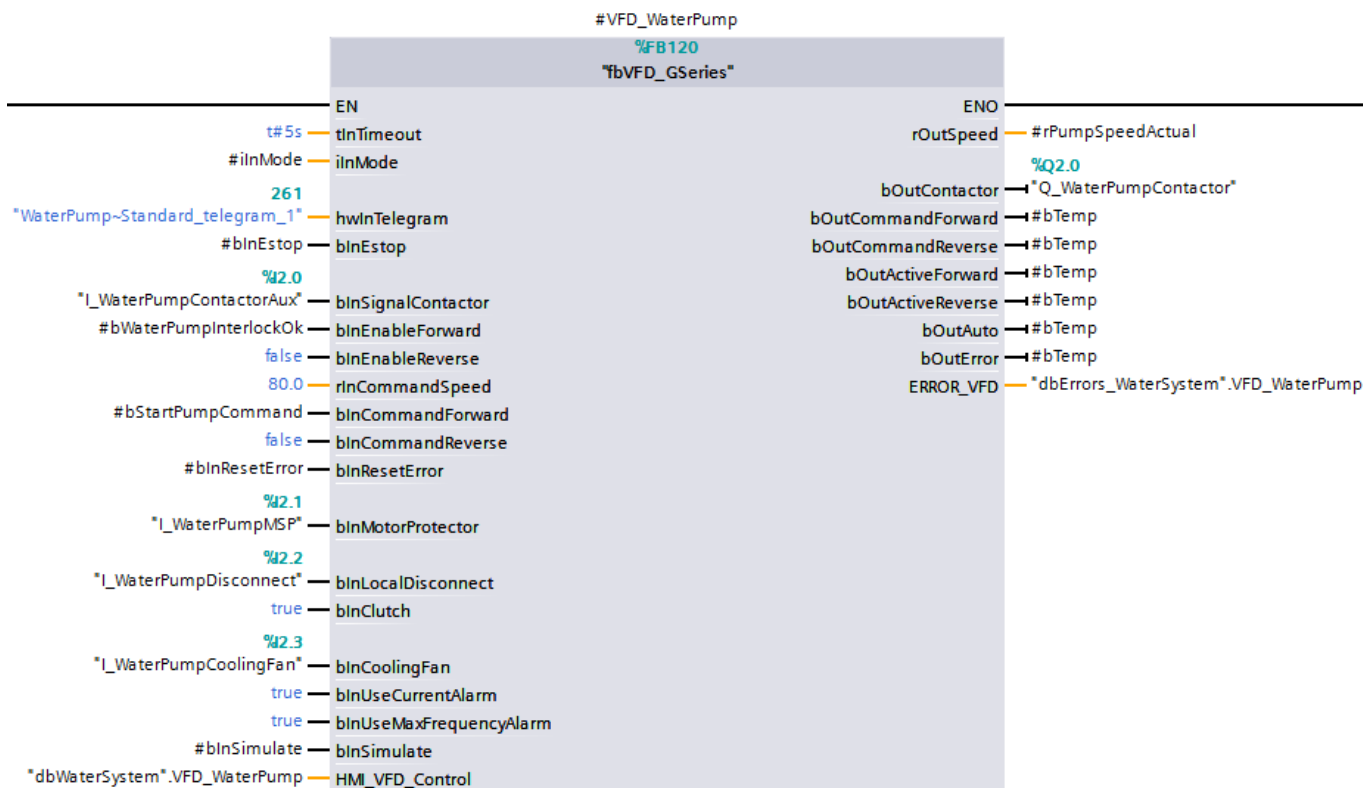 #VFD_WaterPump
%FB120
"fbVFD_GSeries"
EN ENO
t#5s tInTimeout rOutSpeed #rPumpSpeedActual
#iInMode iInMode
%Q2.0
bOutContactor "Q_WaterPumpContactor"
261
"WaterPump~Standard_telegram_1" hwInTelegram bOutCommandForward #bTemp
#bInEstop bInEstop bOutCommandReverse #bTemp
%I2.0
bOutActiveForward #bTemp
"I_WaterPumpContactorAux" bInSignalContactor bOutActiveReverse #bTemp
#bWaterPumpInterlockOk bInEnableForward bOutAuto #bTemp
false bInEnableReverse bOutError #bTemp
80.0 rInCommandSpeed ERROR_VFD "dbErrors_WaterSystem".VFD_WaterPump
#bStartPumpCommand bInCommandForward
false bInCommandReverse
#bInResetError bInResetError
%I2.1
"I_WaterPumpMSP" bInMotorProtector
%I2.2
"I_WaterPumpDisconnect" bInLocalDisconnect
true bInClutch
%I2.3
"I_WaterPumpCoolingFan" bInCoolingFan
true bInUseCurrentAlarm
true bInUseMaxFrequencyAlarm
#bInSimulate bInSimulate
"dbWaterSystem".VFD_WaterPump HMI_VFD_Control